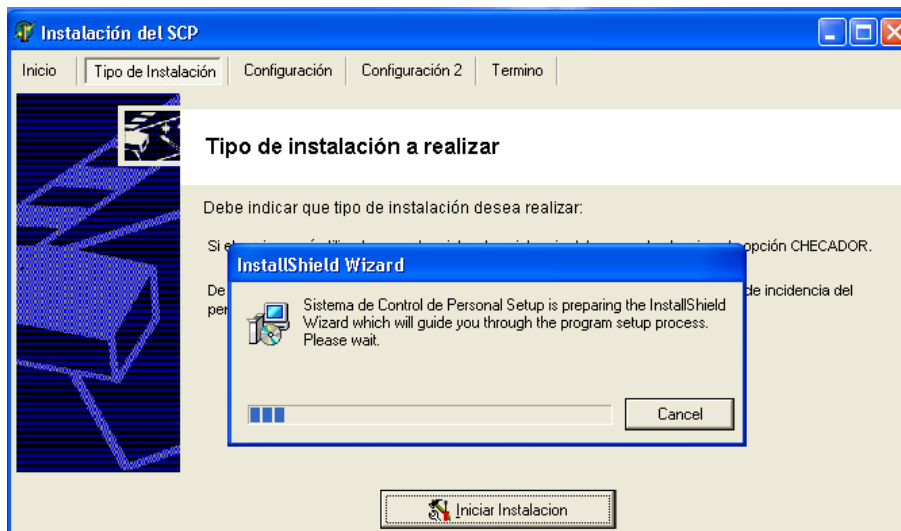 Instalación del SCP
Inicio Tipo de Instalación Configuración Configuración 2 Termino
Tipo de instalación a realizar
Debe indicar que tipo de instalación desea realizar:
Si opción CHECADOR.
InstallShield Wizard
De de incidencia del
Sistema de Control de Personal Setup is preparing the InstallShield
Wizard which will guide you through the program setup process.
Please wait.
Cancel
Iniciar Instalacion